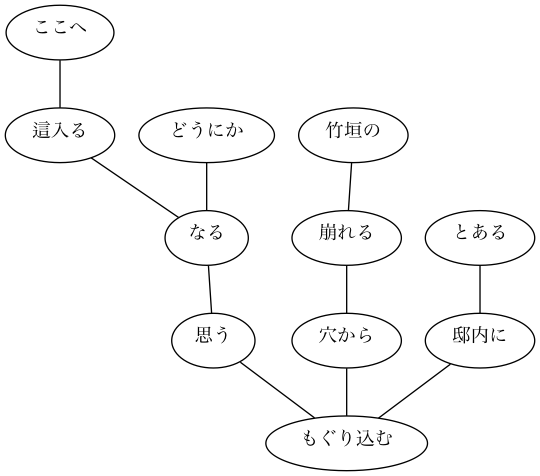 ここへ
這入る
どうにか
竹垣の
なる
崩れる
とある
思う
穴から
邸内に
もぐり込む